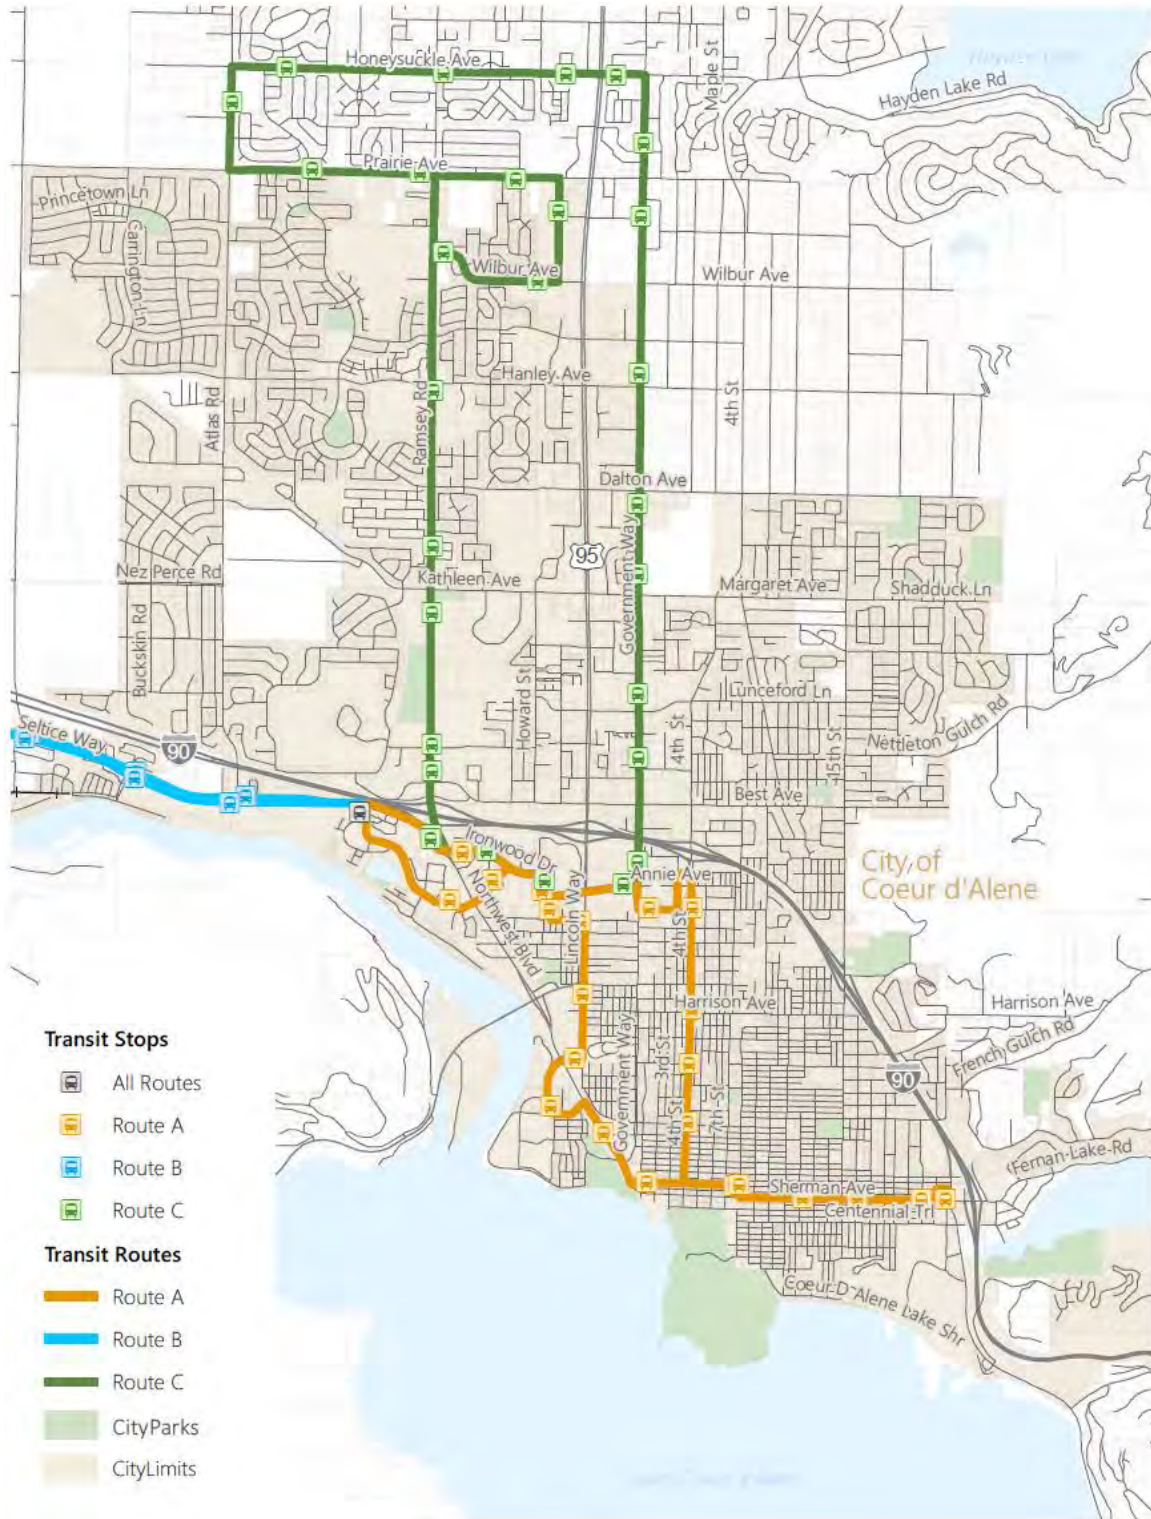 Honeysuckle Ave
Maple St
Hayden Lake Rd
Prairie Ave
Princetown Ln
Carrington Ln
Wilbur Ave
Wilbur Ave
Hanley Ave
Ramsey Rd
Atlas Rd
4th St
Dalton Ave
95
Government Way
Nez Perce Rd
Kathleen Ave
Margaret Ave
Shadduck Ln
Buckskin Rd
Howard St
Lunceford Ln
Nettleton Gulch Rd
4th St
15th St
Seltice Way
90
Best Ave
Ironwood Dr
Annie Ave
City of
Coeur d'Alene
Northwest Blvd
Lincoln Way
4th St
Harrison Ave
Harrison Ave
French Gulch Rd
Government Way
3rd St
90
4th St
7th St
Fernan Lake Rd
Sherman Ave
Centennial Trl
Coeur D Alene Lake Shr
Transit Stops
All Routes
Route A
Route B
Route C
Transit Routes
Route A
Route B
Route C
CityParks
CityLimits